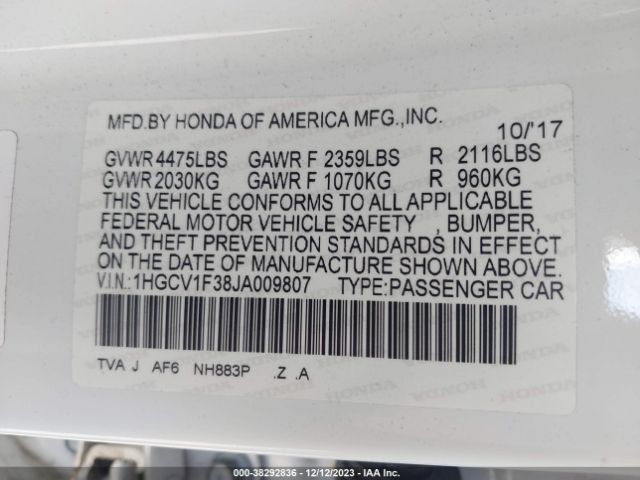 MFD.BY HONDA OF AMERICA MFG.,INC. 10/'17
GVWR 4475LBS GAWR F 2359LBS R 2116LBS
GVWR 2030KG GAWR F 1070KG R 960KG
THIS VEHICLE CONFORMS TO ALL APPLICABLE
FEDERAL MOTOR VEHICLE SAFETY , BUMPER,
AND THEFT PREVENTION STANDARDS IN EFFECT
ON THE DATE OF MANUFACTURE SHOWN ABOVE.
V.I.N.:1HGCV1F38JA009807 TYPE:PASSENGER CAR
TVA J AF6 NH883P .Z .A
000-38292836 - 12/12/2023 - IAAI